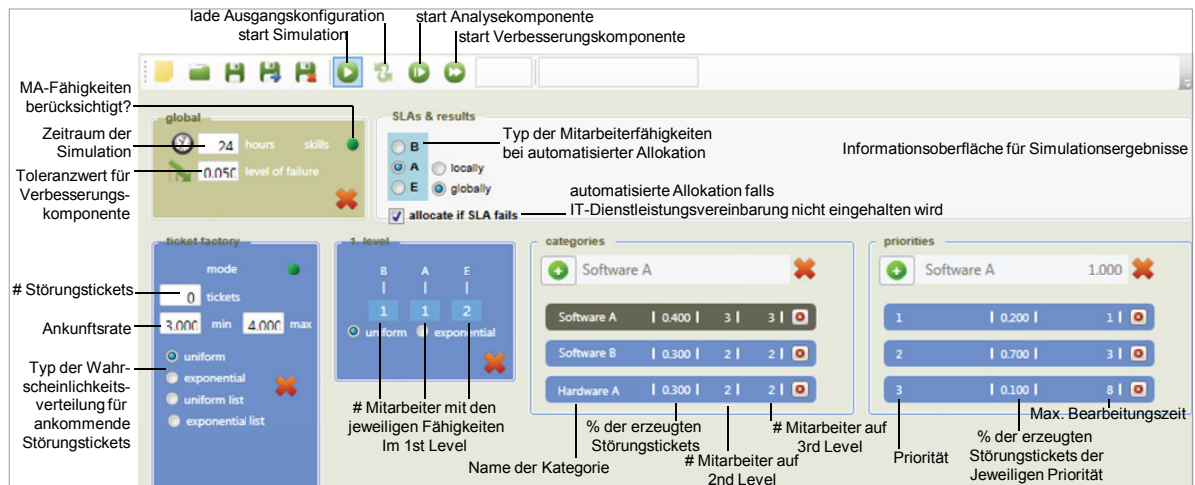 lade Ausgangskonfiguration
start Simulation
start Analysekomponente
start Verbesserungskomponente
MA-Fähigkeiten
berücksichtigt?
Zeitraum der
Simulation
Toleranzwert für
Verbesserungs-
komponente
global
24 hours skills
0.050 level of failure
SLAs & results
B
A locally
E globally
allocate if SLA fails
Typ der Mitarbeiterfähigkeiten
bei automatisierter Allokation
Informationsoberfläche für Simulationsergebnisse
automatisierte Allokation falls
IT-Dienstleistungsvereinbarung nicht eingehalten wird
# Störungstickets
Ankunftsrate
Typ der Wahr-
scheinlichkeits-
verteilung für
ankommende
Störungstickets
ticket factory
mode
0 tickets
3.000 min 4.000 max
uniform
exponential
uniform list
exponential list
1. level
B A E
1 1 2
uniform exponential
# Mitarbeiter mit den
jeweiligen Fähigkeiten
Im 1st Level
categories
Software A
Software A | 0.400 | 3 | 3 |
Software B | 0.300 | 2 | 2 |
Hardware A | 0.300 | 2 | 2 |
% der erzeugten
Störungstickets
Name der Kategorie
# Mitarbeiter auf
2nd Level
# Mitarbeiter auf
3rd Level
priorities
Software A 1.000
1 | 0.200 | 1 |
2 | 0.700 | 3 |
3 | 0.100 | 8 |
Max. Bearbeitungszeit
Priorität
% der erzeugten
Störungstickets der
Jeweiligen Priorität